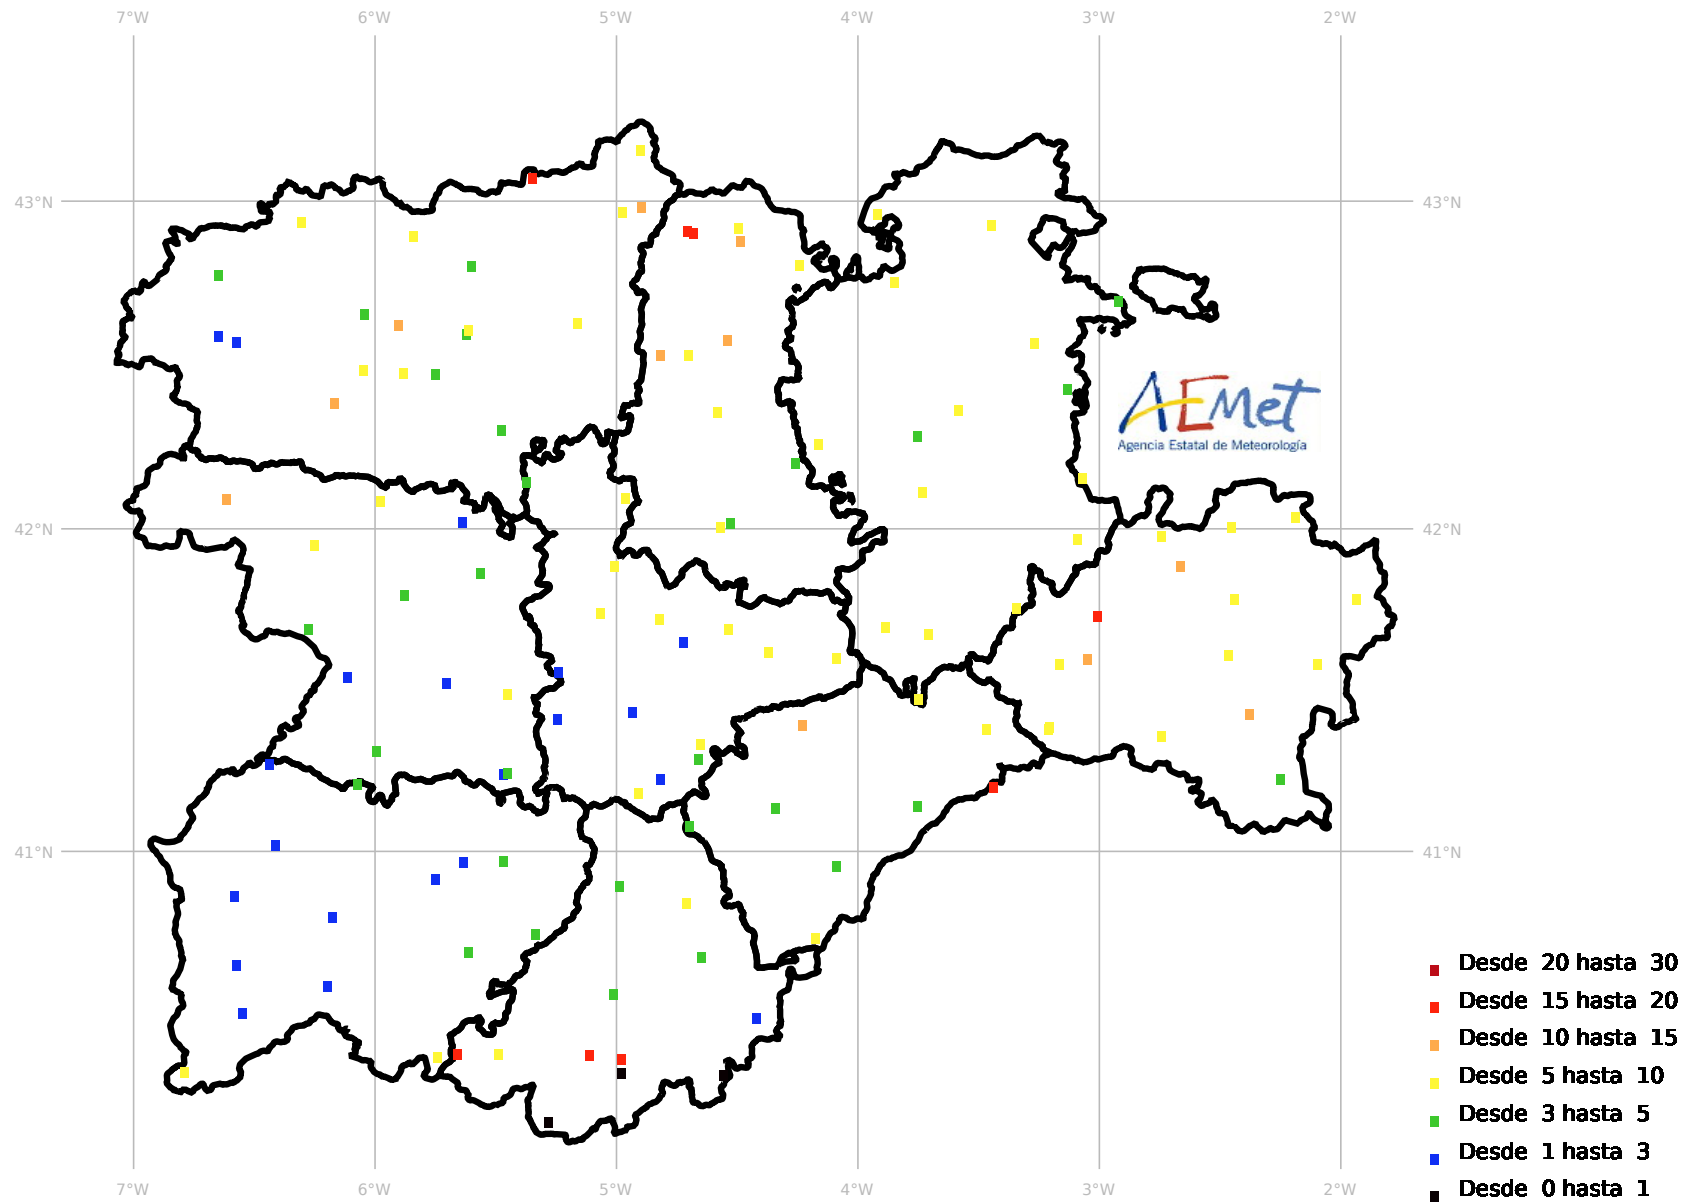 7°W 6°W 5°W 4°W 3°W 2°W
43°N 43°N
AEMet
Agencia Estatal de Meteorología
42°N 42°N
41°N 41°N
Desde 20 hasta 30
Desde 15 hasta 20
Desde 10 hasta 15
Desde 5 hasta 10
Desde 3 hasta 5
Desde 1 hasta 3
Desde 0 hasta 1
7°W 6°W 5°W 4°W 3°W 2°W